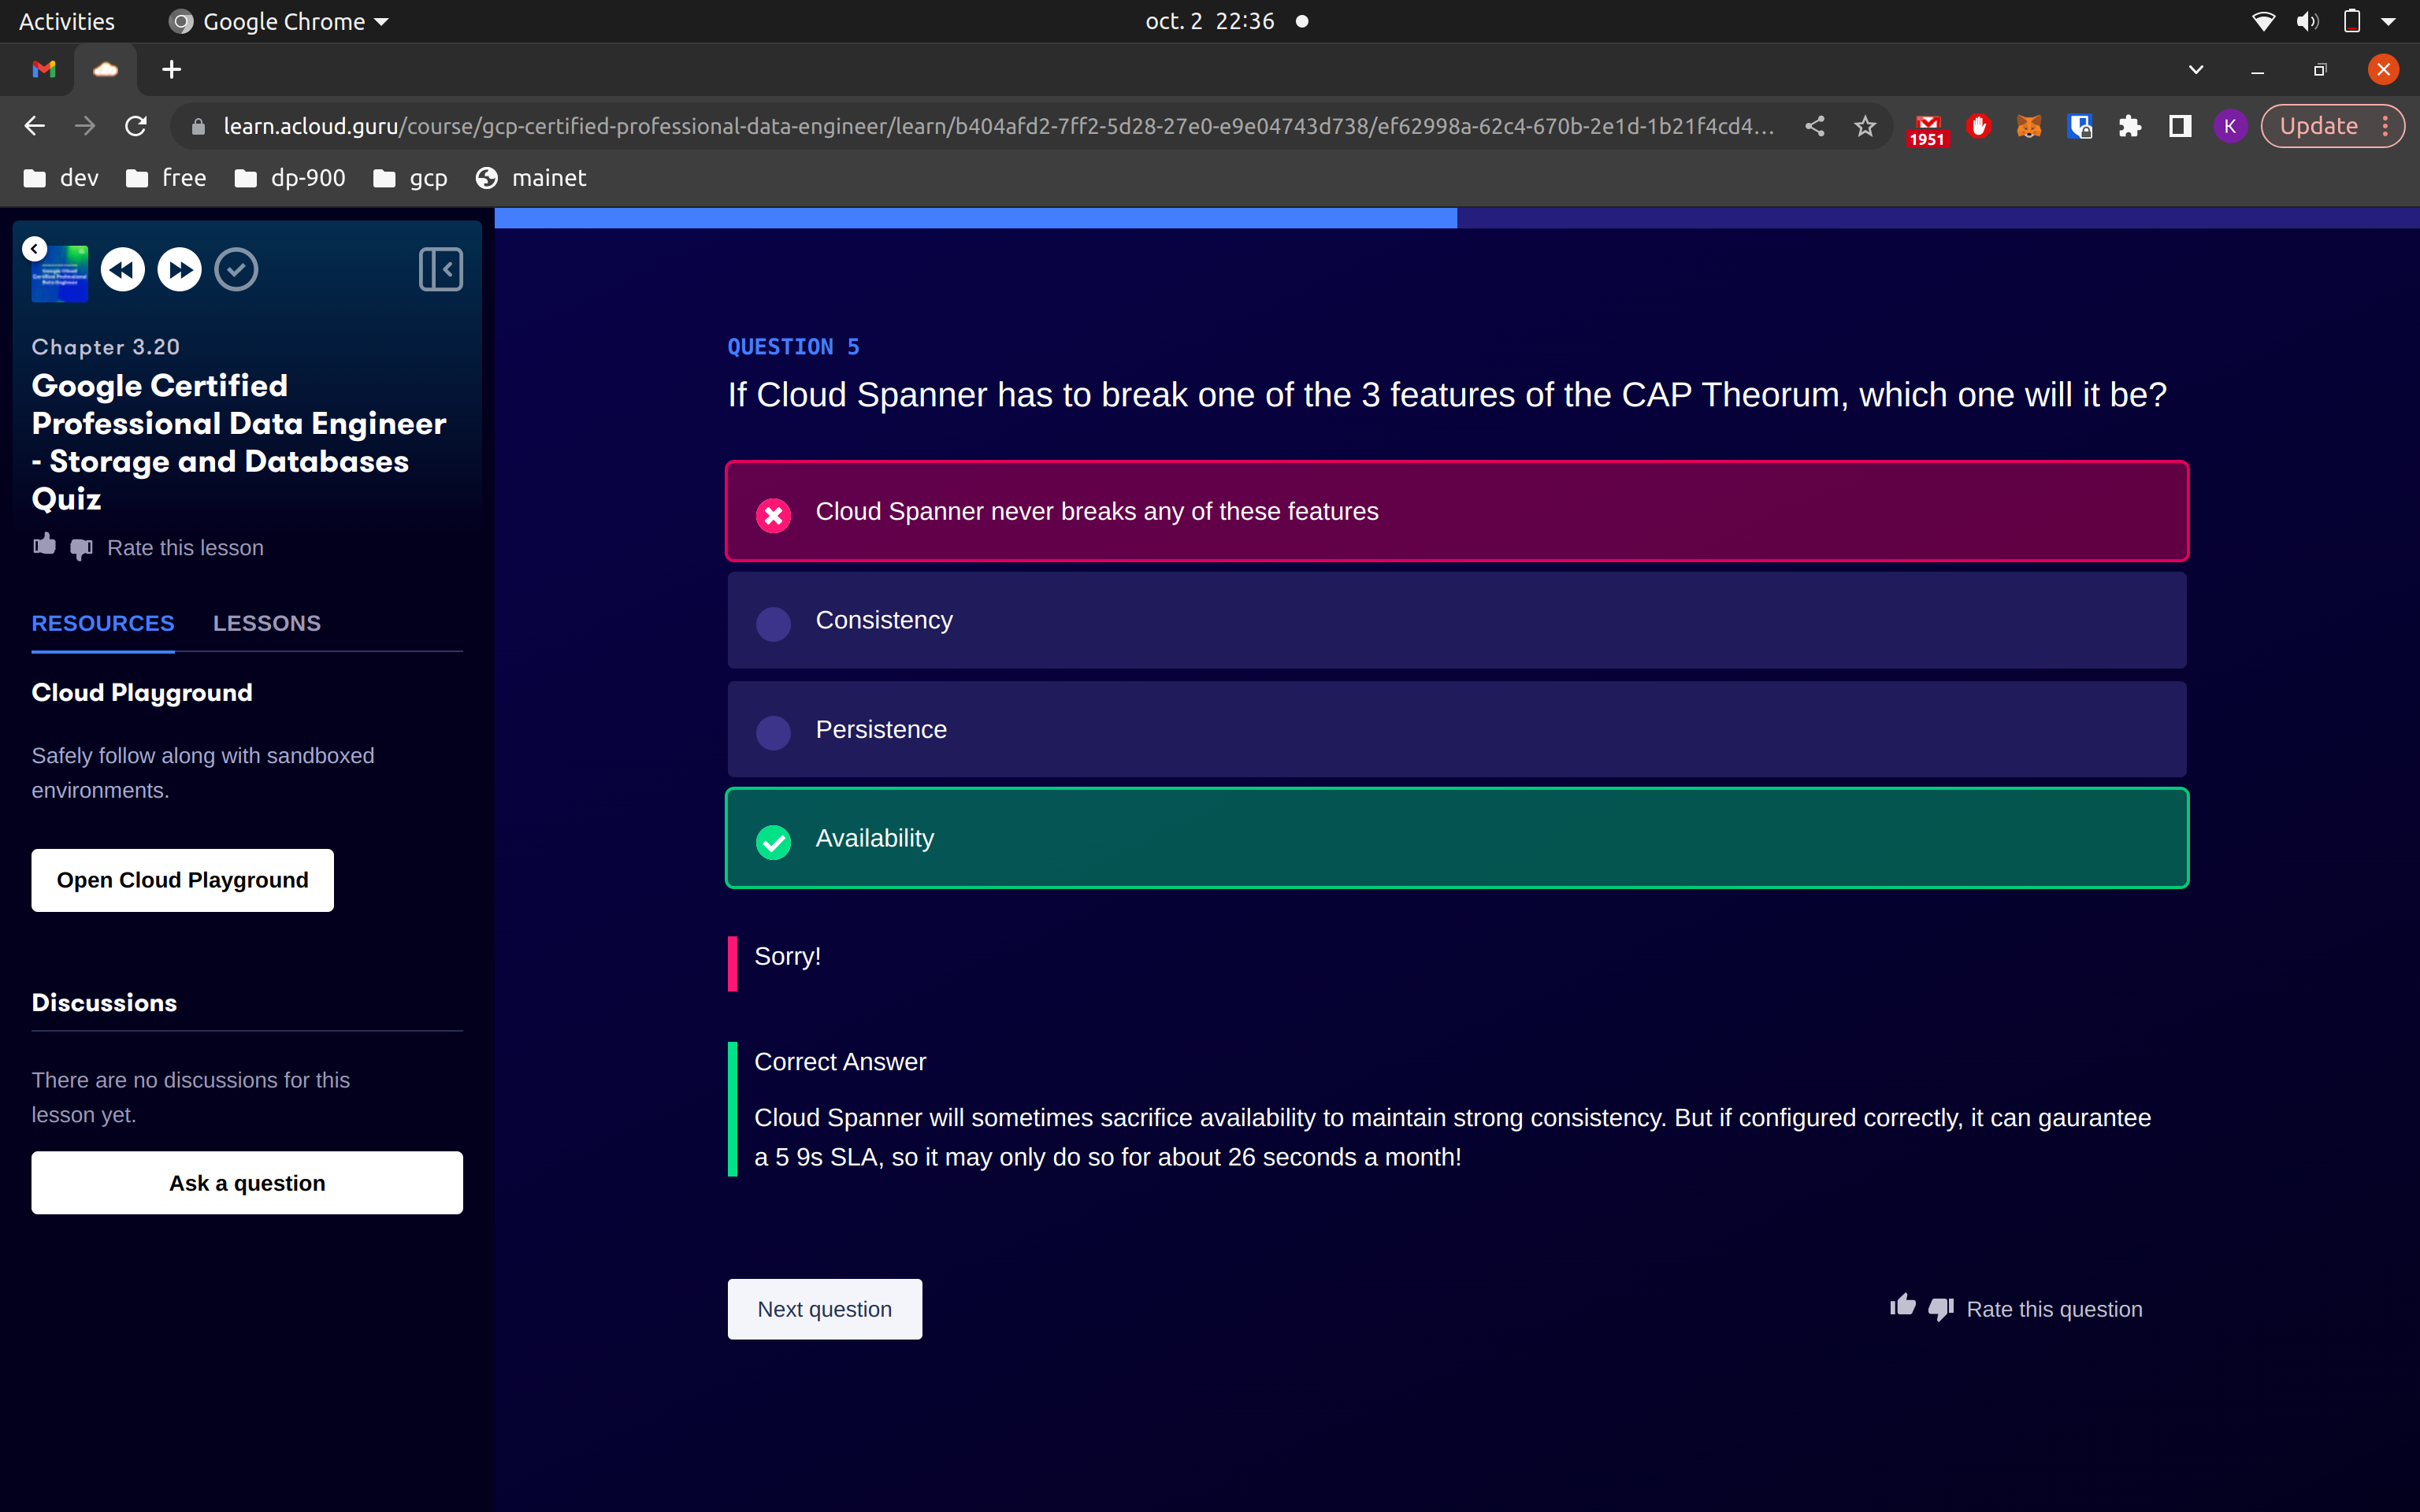 Activities
Google Chrome
oct. 2 22:36
learn.acloud.guru/course/gcp-certified-professional-data-engineer/learn/b404afd2-7ff2-5d28-27e0-e9e04743d738/ef62998a-62c4-670b-2e1d-1b21f4cd4...
1951
K
Update
dev
free
dp-900
gcp
mainet
Chapter 3.20
Google Certified
Professional Data Engineer
- Storage and Databases
Quiz
Rate this lesson
RESOURCES
LESSONS
Cloud Playground
Safely follow along with sandboxed
environments.
Open Cloud Playground
Discussions
There are no discussions for this
lesson yet.
Ask a question
QUESTION 5
If Cloud Spanner has to break one of the 3 features of the CAP Theorum, which one will it be?
Cloud Spanner never breaks any of these features
Consistency
Persistence
Availability
Sorry!
Correct Answer
Cloud Spanner will sometimes sacrifice availability to maintain strong consistency. But if configured correctly, it can gaurantee
a 5 9s SLA, so it may only do so for about 26 seconds a month!
Next question
Rate this question